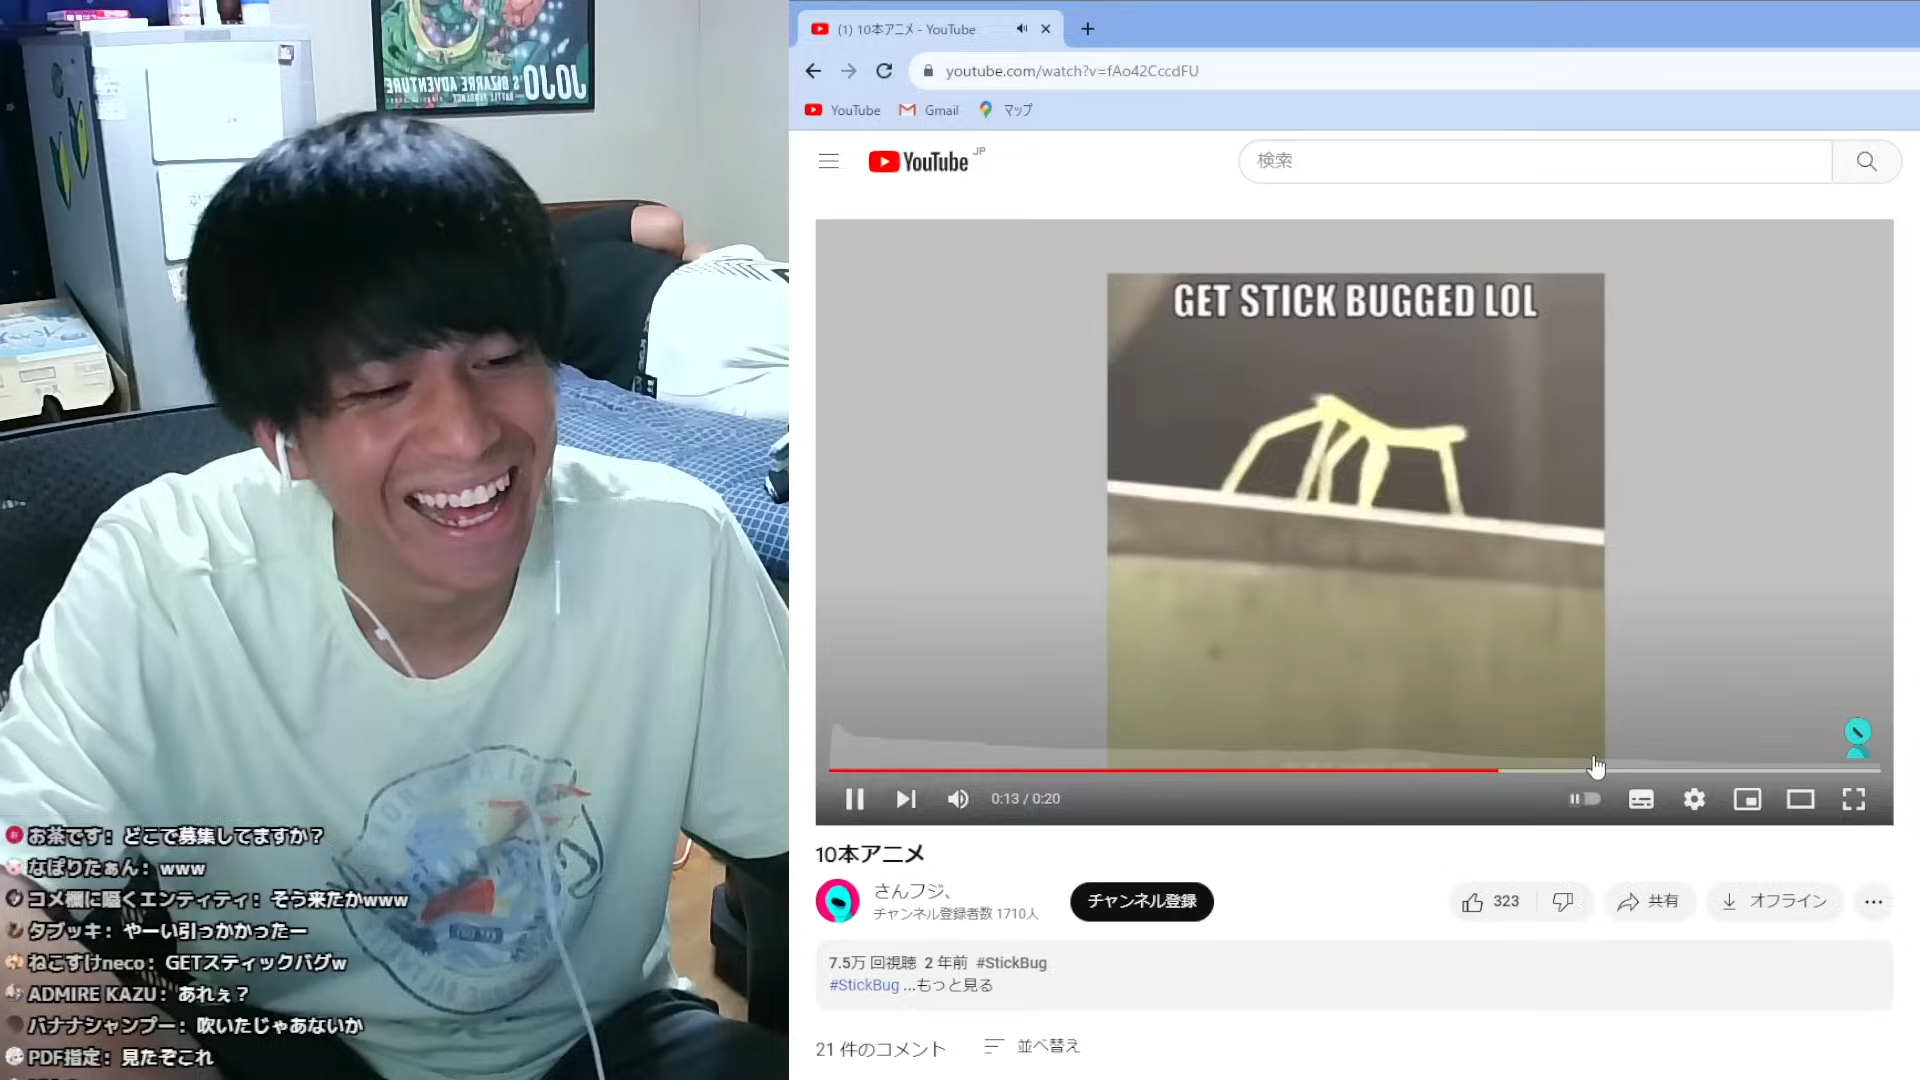 JOJO
'S BIZARRE ADVENTURE
BATTLE TENDENCY
お茶です: どこで募集してますか？
なぽりたぁん: www
コメ欄に隠くエンティティ: そう来たかwww
タブッキ: やーい引っかかったー
ねこすけneco: GETスティックバグw
ADMIRE KAZU: あれぇ？
バナナシャンプー: 吹いたじゃあないか
PDF指定: 見たぞこれ
(1) 10本アニメ - YouTube
youtube.com/watch?v=fAo42CccdFU
YouTube Gmail マップ
YouTube JP
検索
GET STICK BUGGED LOL
0:13 / 0:20
10本アニメ
さんフジ、
チャンネル登録者数 1710人
チャンネル登録
323
共有
オフライン
7.5万 回視聴 2 年前 #StickBug
#StickBug ...もっと見る
21 件のコメント
並べ替え